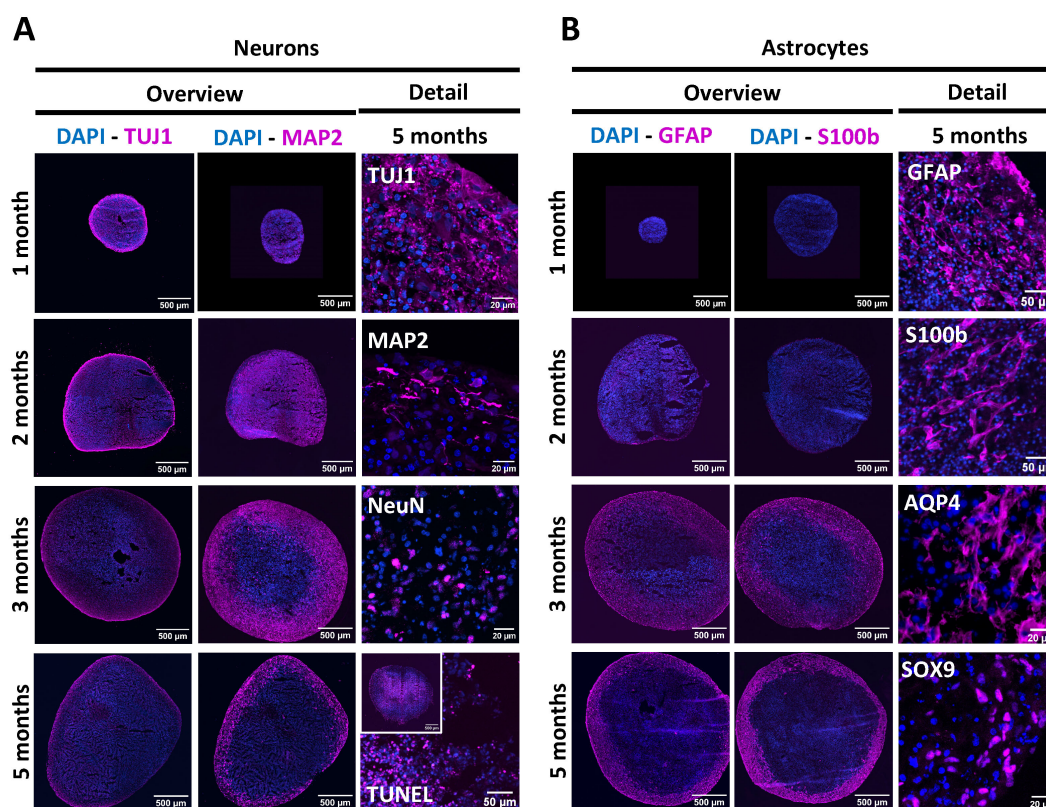 A
B
Neurons
Astrocytes
Overview
Detail
Overview
Detail
DAPI - TUJ1
DAPI - MAP2
5 months
DAPI - GFAP
DAPI - S100b
5 months
1 month
500 µm
500 µm
TUJ1
20 µm
1 month
500 µm
500 µm
GFAP
50 µm
2 months
500 µm
500 µm
MAP2
20 µm
2 months
500 µm
500 µm
S100b
50 µm
3 months
500 µm
500 µm
NeuN
20 µm
3 months
500 µm
500 µm
AQP4
20 µ
5 months
500 µm
500 µm
500 µm
TUNEL
50 µm
5 months
500 µm
500 µm
SOX9
20 µ